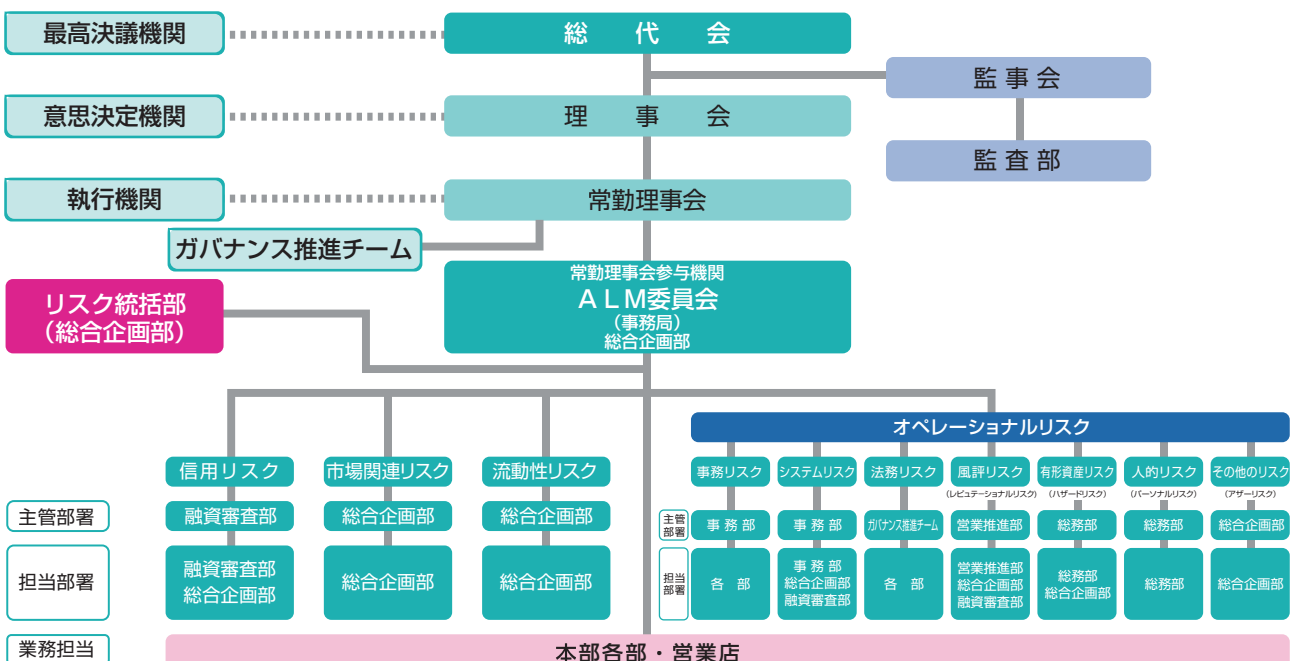 最高決議機関
総代会
監事会
意思決定機関
理事会
監査部
執行機関
常勤理事会
ガバナンス推進チーム
常勤理事会参与機関
ALM委員会
（事務局）
総合企画部
リスク統括部
（総合企画部）
オペレーショナルリスク
信用リスク
市場関連リスク
流動性リスク
事務リスク
システムリスク
法務リスク
風評リスク
（レピュテーショナルリスク）
有形資産リスク
（ハザードリスク）
人的リスク
（パーソナルリスク）
その他のリスク
（アザーリスク）
主管部署
融資審査部
総合企画部
総合企画部
主管
部署
事務部
事務部
ガバナンス推進チーム
営業推進部
総務部
総務部
総合企画部
担当部署
融資審査部
総合企画部
総合企画部
総合企画部
担当
部署
各部
事務部
総合企画部
融資審査部
各部
営業推進部
総合企画部
融資審査部
総務部
総合企画部
総務部
総合企画部
業務担当
本部各部・営業店